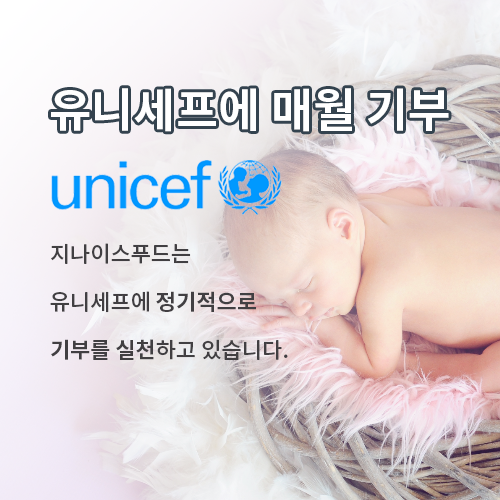 유니세프에 매월 기부
unicef
지나이스푸드는
유니세프에 정기적으로
기부를 실천하고 있습니다.